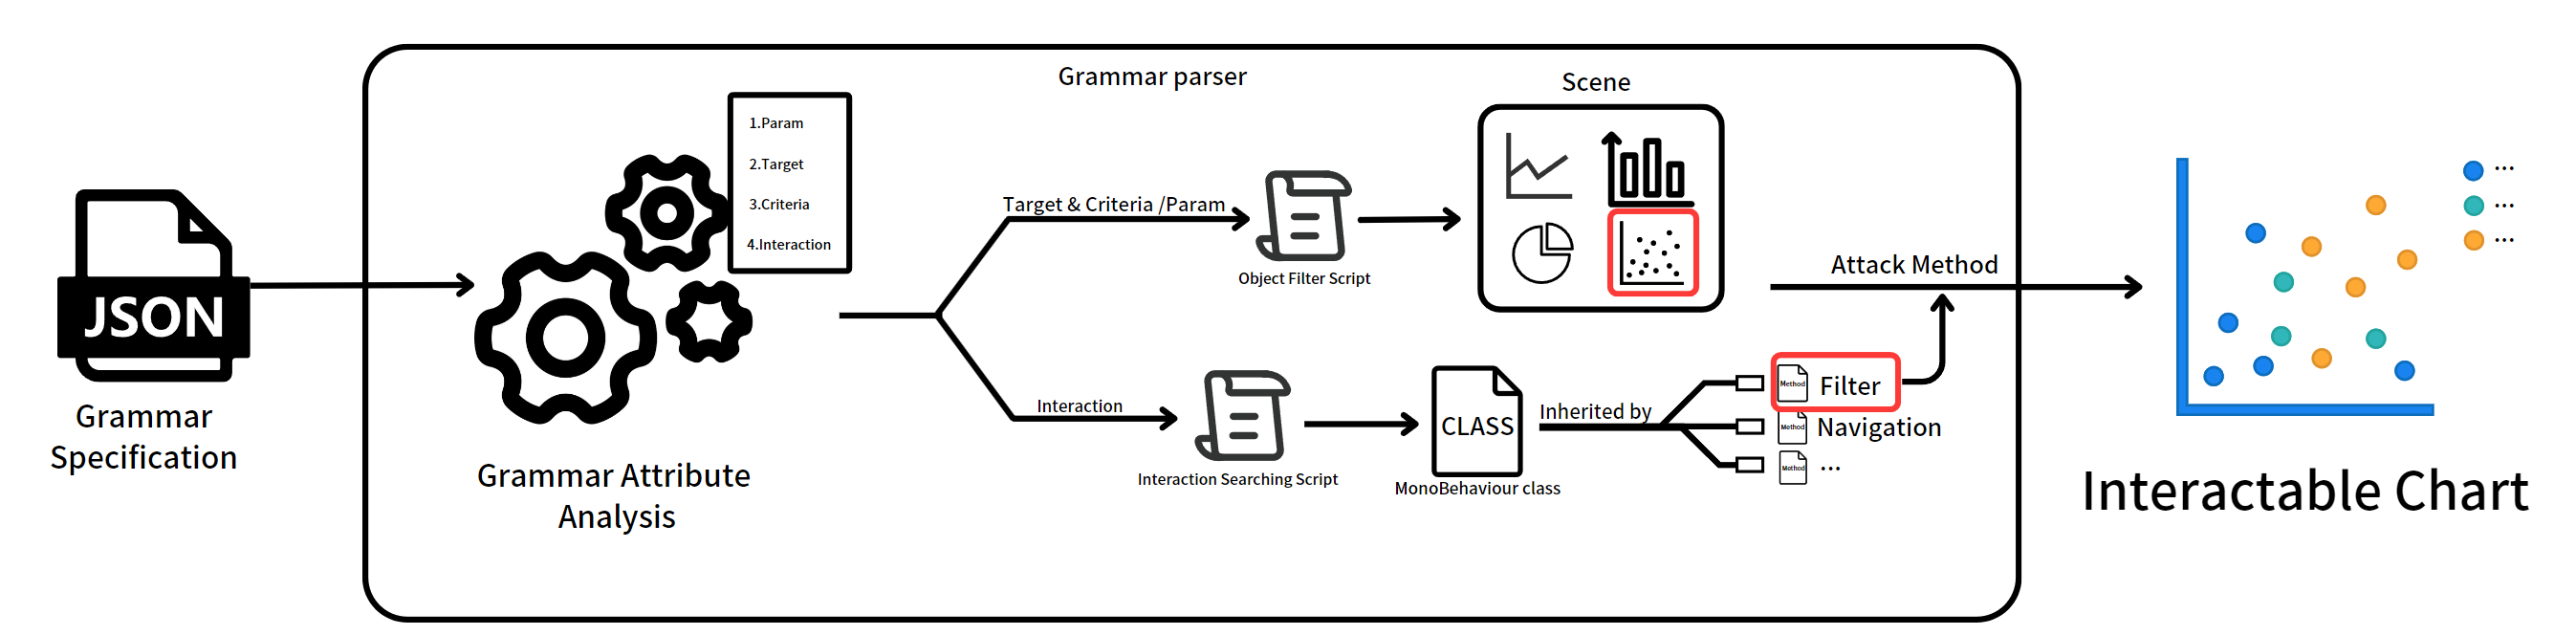 Grammar parser
Scene
1.Param
2.Target
3.Criteria
4.Interaction
Target & Criteria /Param
Object Filter Script
JSON
Grammar
Specification
Grammar Attribute
Analysis
Interaction
Interaction Searching Script
CLASS
MonoBehaviour class
Inherited by
Method
Filter
Method
Navigation
Method
...
Attack Method
...
...
...
Interactable Chart